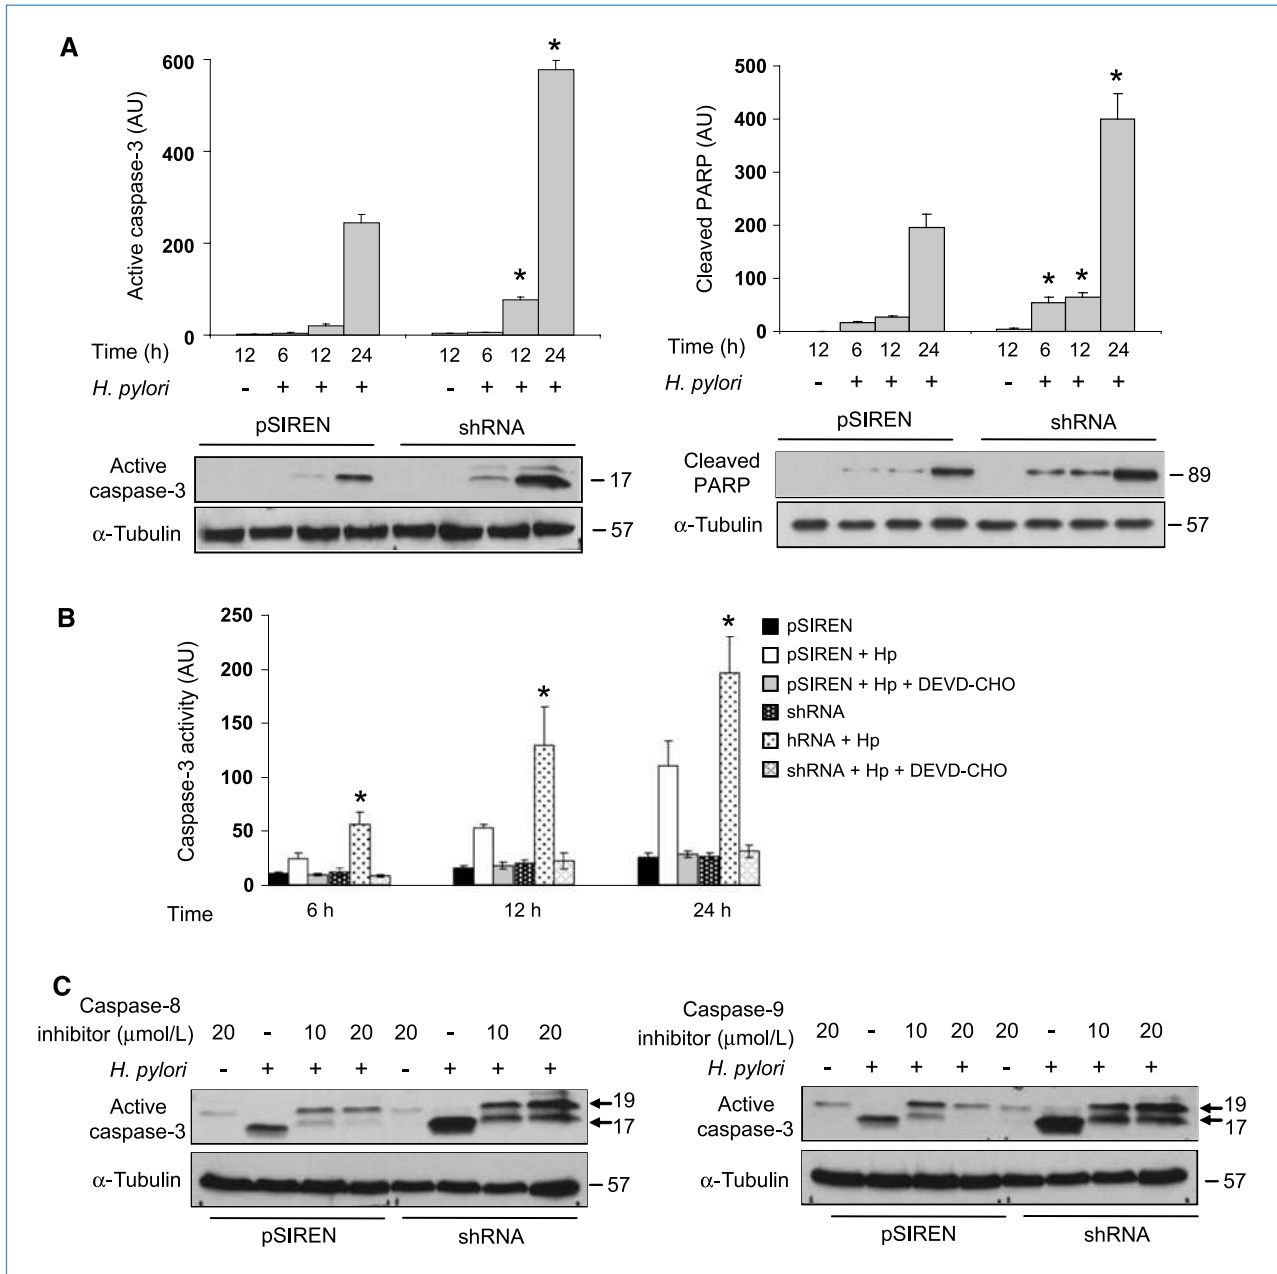 A
Active caspase-3 (AU)
600
400
200
0
Time (h) 12 6 12 24 12 6 12 24
H. pylori - + + + - + + +
pSIREN shRNA
Active
caspase-3
17
α-Tubulin
57
* *
Cleaved PARP (AU)
500
400
300
200
100
0
Time (h) 12 6 12 24 12 6 12 24
H. pylori - + + + - + + +
pSIREN shRNA
Cleaved
PARP
89
α-Tubulin
57
* * *
B
Caspase-3 activity (AU)
250
200
150
100
50
0
* * *
Time 6 h 12 h 24 h
pSIREN
pSIREN + Hp
pSIREN + Hp + DEVD-CHO
shRNA
hRNA + Hp
shRNA + Hp + DEVD-CHO
C
Caspase-8
inhibitor (μmol/L) 20 - 10 20 20 - 10 20
H. pylori - + + + - + + +
Active
caspase-3
19
17
α-Tubulin
57
pSIREN shRNA
Caspase-9
inhibitor (μmol/L) 20 - 10 20 20 - 10 20
H. pylori - + + + - + + +
Active
caspase-3
19
17
α-Tubulin
57
pSIREN shRNA